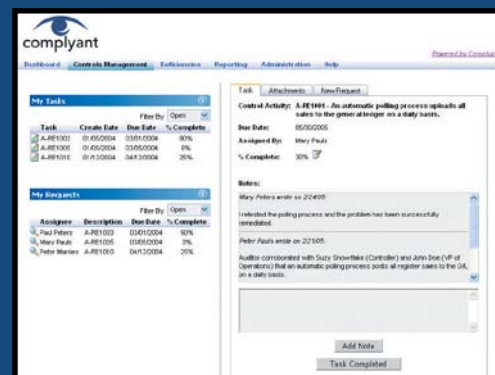 complyant
Powered by Complyant
Dashboard Controls Management Deficiencies Reporting Administration Help
My Tasks
Filter By: Open
Task Create Date Due Date % Complete
A-RE1003 01/05/2004 03/01/2004 60%
A-RE1005 01/05/2004 03/05/2004 0%
A-RE1010 01/13/2004 04/13/2004 25%
My Requests
Filter By: Open
Assignee Description Due Date % Complete
Paul Peters A-RE1003 03/01/2004 60%
Mary Pauls A-RE1005 03/05/2004 0%
Peter A-RE1010 04/13/2004 25%
Task Attachments New Request
Control Activity: A-RE1001 - An automatic polling process uploads all
sales to the general ledger on a daily basis.
Due Date: 05/30/2005
Assigned By: Mary Pauls
% Complete: 30%
Notes:
Mary Peters wrote on 2/24/05:
I retested the polling process and the problem has been successfully
remediated.
Peter Pauls wrote on 2/21/05:
Auditor corroborated with Suzy Snowflake (Controller) and John Doe (VP of
Operations) that an automatic polling process posts all register sales to the G/L
on a daily basis.
Add Note
Task Completed